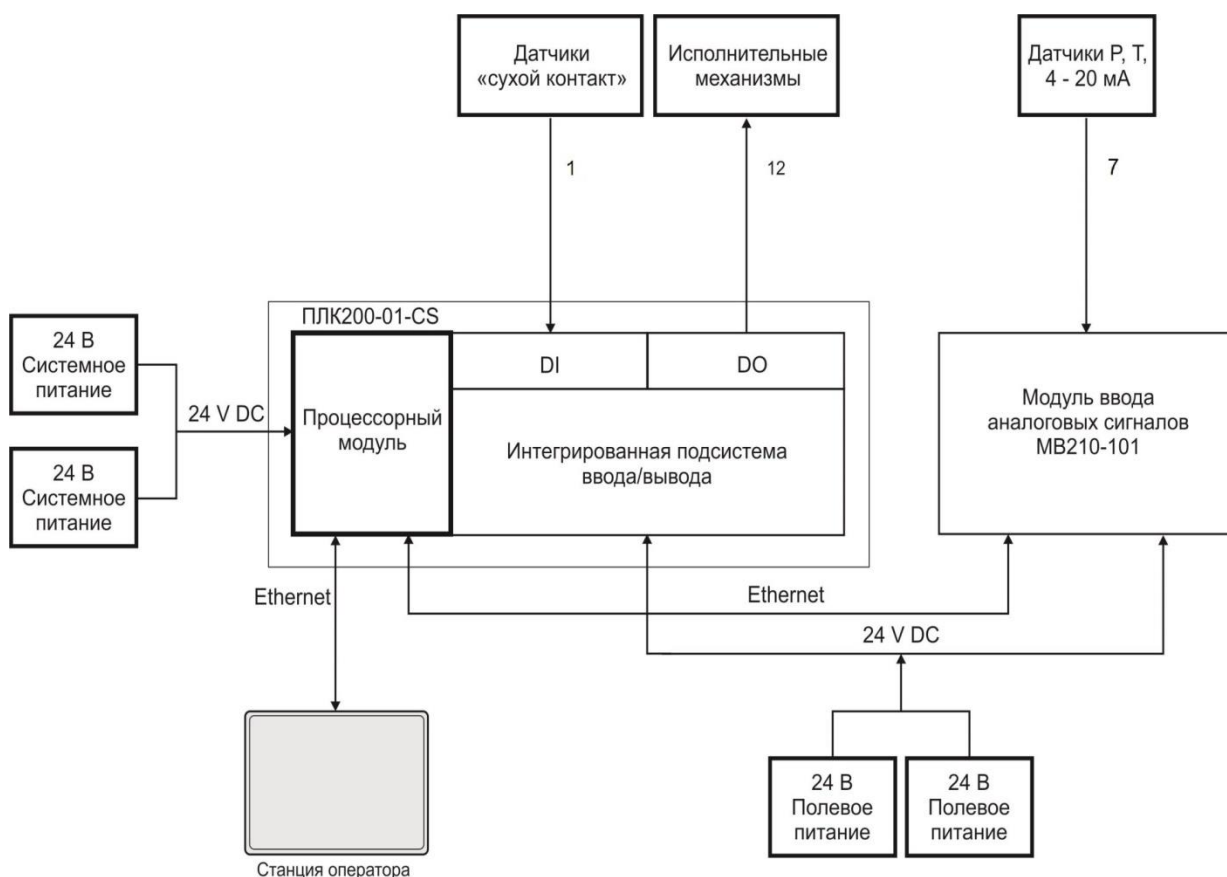 Датчики
«сухой контакт»
Исполнительные
механизмы
Датчики Р, Т,
4 - 20 мА
1
12
7
ПЛК200-01-CS
24 В
Системное
питание
24 V DC
24 В
Системное
питание
Процессорный
модуль
DI
DO
Интегрированная подсистема
ввода/вывода
Модуль ввода
аналоговых сигналов
МВ210-101
Ethernet
Ethernet
24 V DC
24 В
Полевое
питание
24 В
Полевое
питание
Станция оператора